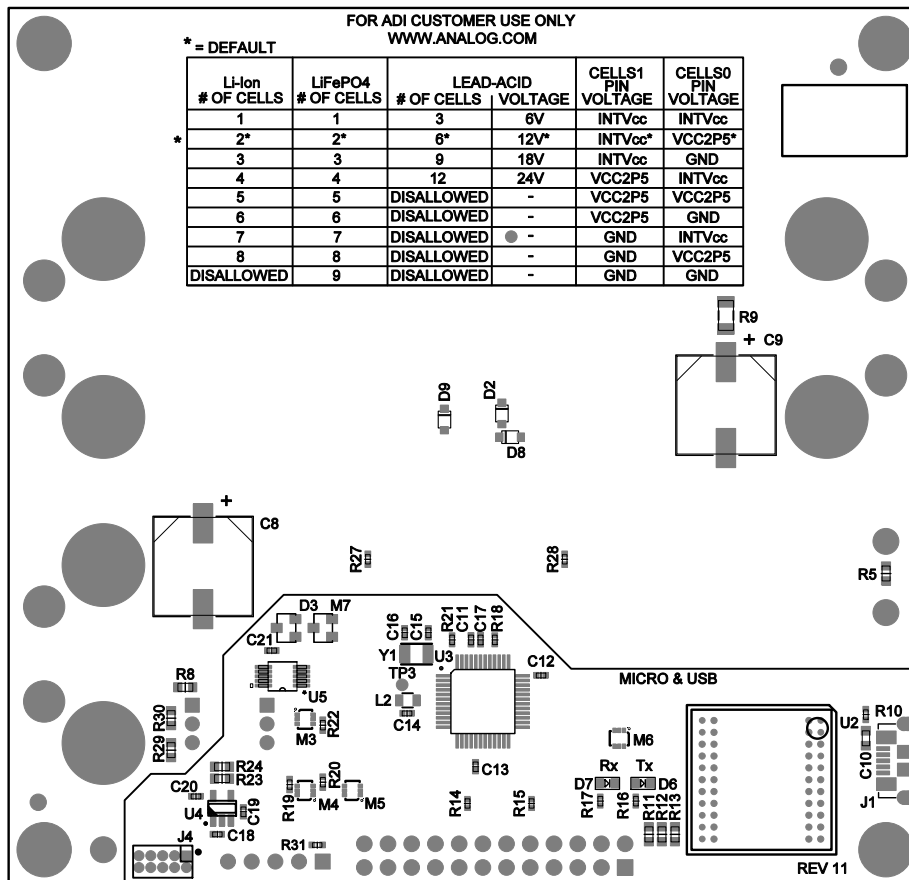 FOR ADI CUSTOMER USE ONLY
WWW.ANALOG.COM
* = DEFAULT
Li-Ion # OF CELLS LiFePO4 # OF CELLS LEAD-ACID # OF CELLS VOLTAGE CELLS1 PIN VOLTAGE CELLS0 PIN VOLTAGE
1 1 3 6V INTVcc INTVcc
* 2* 2* 6* 12V* INTVcc* VCC2P5*
3 3 9 18V INTVcc GND
4 4 12 24V VCC2P5 INTVcc
5 5 DISALLOWED - VCC2P5 VCC2P5
6 6 DISALLOWED - VCC2P5 GND
7 7 DISALLOWED - GND INTVcc
8 8 DISALLOWED - GND VCC2P5
DISALLOWED 9 DISALLOWED - GND GND
R9
+ C9
D9
D2
D8
+
C8
R27
R28
R5
D3 M7
C16
C15
R21
C11
C17
R18
C21
Y1
U3
C12
MICRO & USB
R8
*U5
TP3
L2
C14
R30
R29
M3
R22
M6
U2
R10
C10
J1
R24
R23
C13
Rx Tx
D7 D6
C20
U4
C19
C18
R19
R20
M4
M5
R14
R15
R17
R16
R11
R12
R13
J4
R31
REV 11